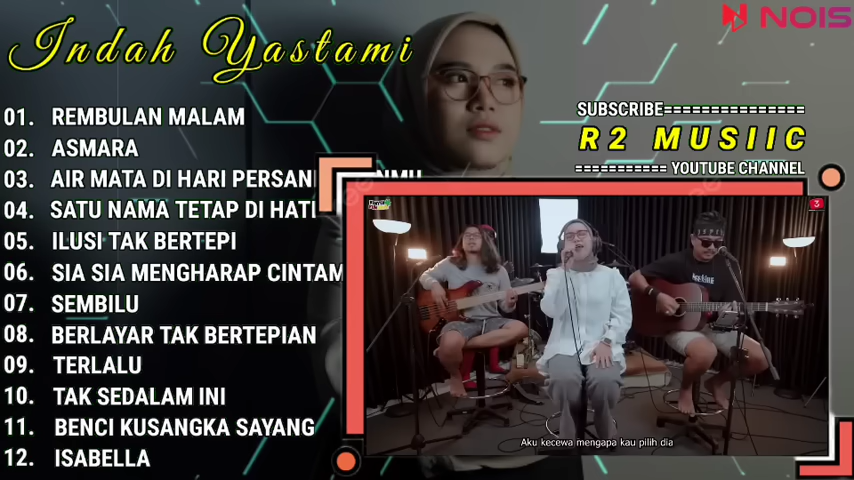 Indah Yastami
NOIS
01. REMBULAN MALAM
02. ASMARA
03. AIR MATA DI HARI
04. SATU NAMA TETAP DI HATI
05. ILUSI TAK BERTEPI
06. SIA SIA MENGHARAP
07. SEMBILU
08. BERLAYAR TAK BERTEPIAN
09. TERLALU
10. TAK SEDALAM INI
11. BENCI KUSANGKA SAYANG
12. ISABELLA
SUBSCRIBE===============
R2 MUSIIC
=========== YOUTUBE CHANNEL
3
Aku kecewa mengapa kau pilih dia